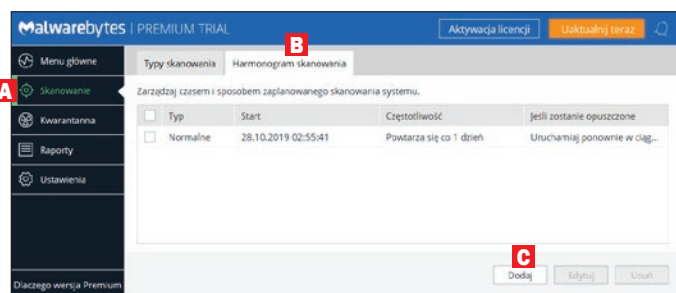 Malwarebytes | PREMIUM TRIAL
Aktywacja licencji
Uaktualnij teraz
B
Menu główne
Typy skanowania
Harmonogram skanowania
A
Skanowanie
Zarządzaj czasem i sposobem zaplanowanego skanowania systemu.
Kwarantanna
Typ Start Częstotliwość Jeśli zostanie opuszczone
Normalne 28.10.2019 02:55:41 Powtarza się co 1 dzień Uruchamiaj ponownie w ciąg...
Raporty
Ustawienia
C
Dodaj
Edytuj
Usuń
Dlaczego wersja Premium